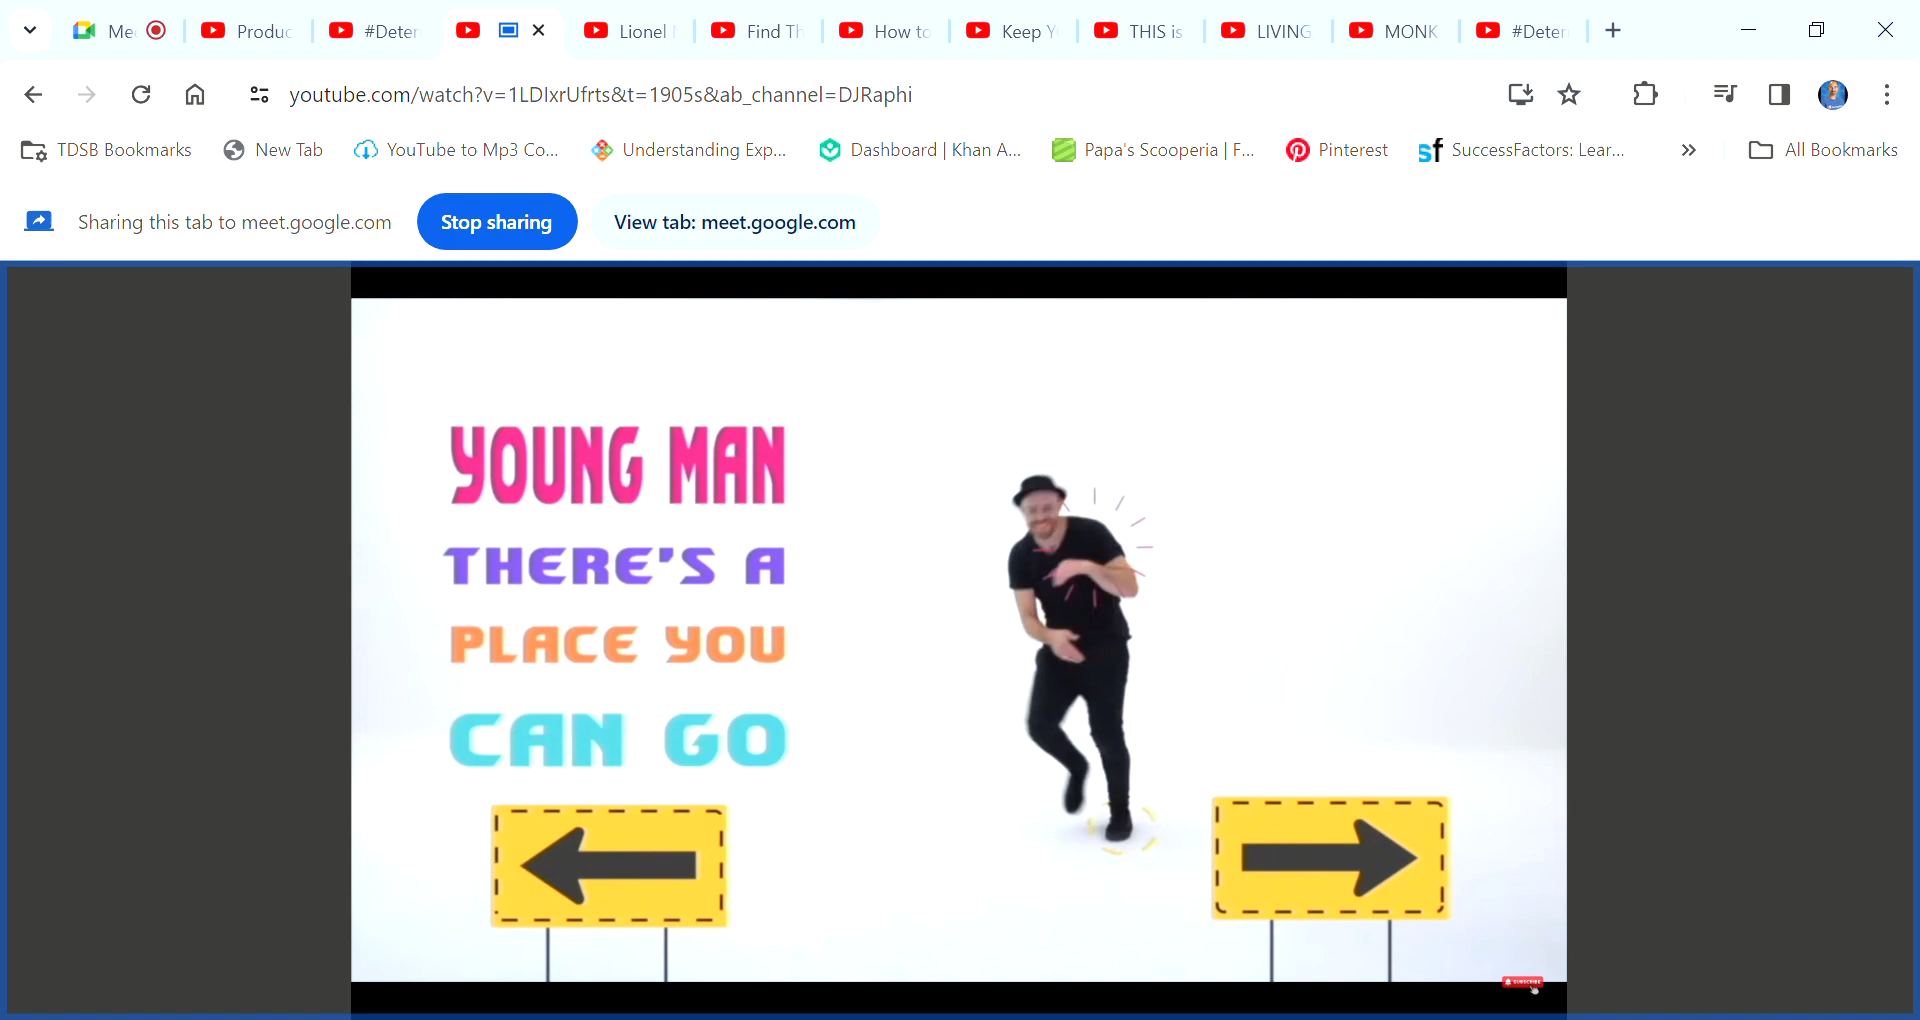 Me
Produc
#Deter
Lionel
Find Th
How to
Keep Y
THIS is
LIVING
MONK
#Deter
youtube.com/watch?v=1LDIxrUfrts&t=1905s&ab_channel=DJRaphi
TDSB Bookmarks
New Tab
YouTube to Mp3 Co...
Understanding Exp...
Dashboard | Khan A...
Papa's Scooperia | F...
Pinterest
sf SuccessFactors: Lear...
All Bookmarks
Sharing this tab to meet.google.com
Stop sharing
View tab: meet.google.com
YOUNG MAN
THERE'S A
PLACE YOU
CAN GO
SUBSCRIBE